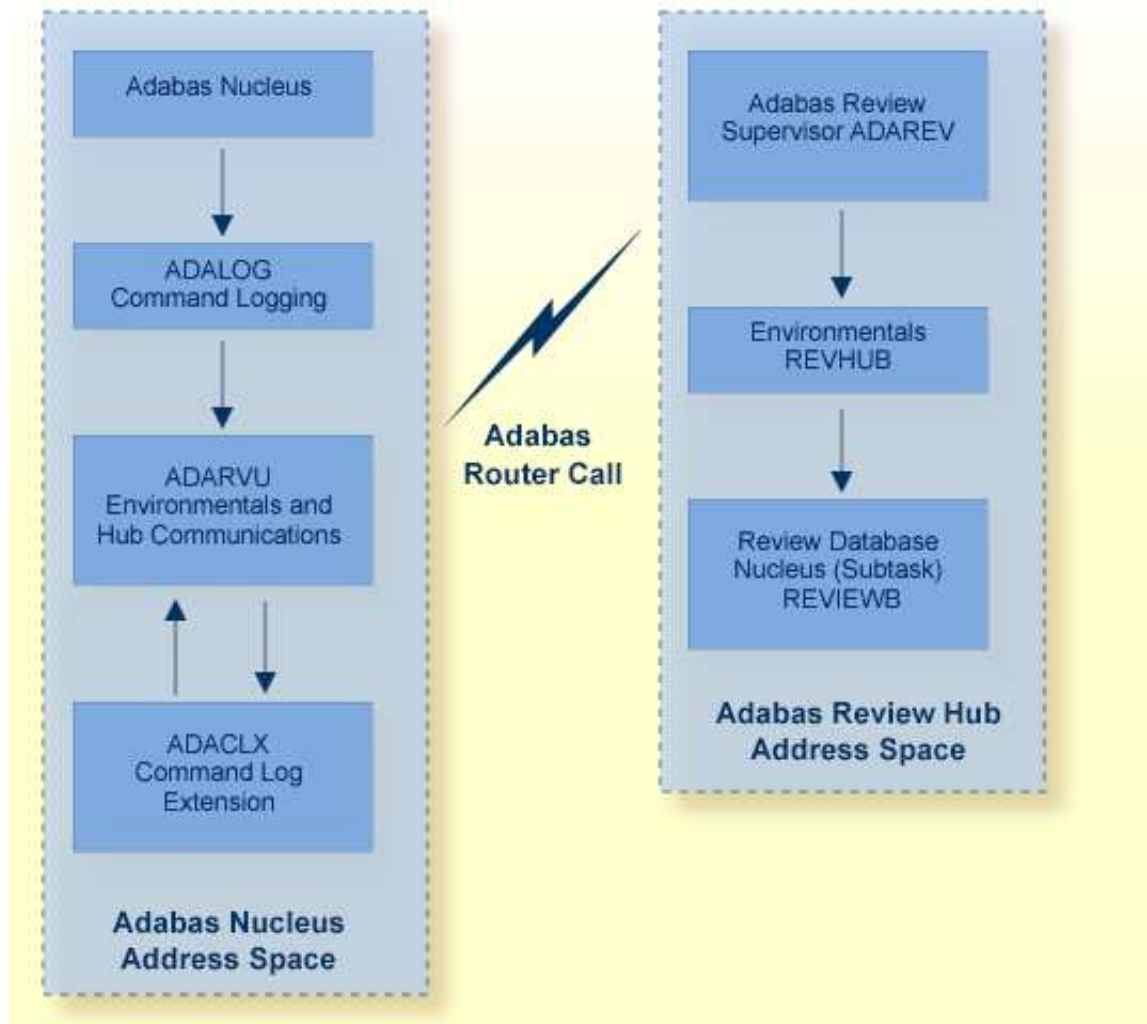 Adabas Nucleus
ADALOG
Command Logging
ADARVU
Environmentals and
Hub Communications
ADACLX
Command Log
Extension
Adabas Nucleus
Address Space
Adabas
Router Call
Adabas Review
Supervisor ADAREV
Environmentals
REVHUB
Review Database
Nucleus (Subtask)
REVIEWB
Adabas Review Hub
Address Space